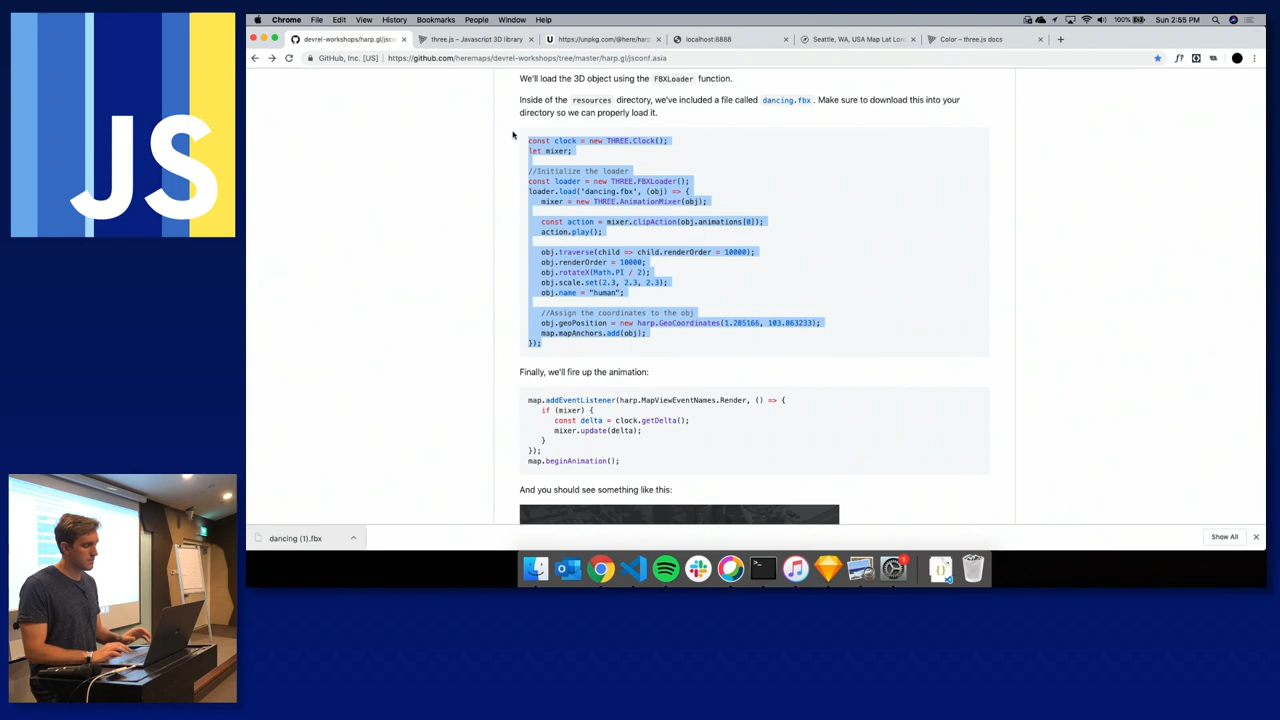 JS
Chrome File Edit View History Bookmarks People Window Help
100% Sun 2:55 PM
devrel-workshops/harp.gl/jsco × three.js – Javascript 3D library × https://unpkg.com/@here/hars × localhost:8888 × Seattle, WA, USA Map Lat Lon × Color – three.js docs × +
GitHub, Inc. [US] | https://github.com/heremaps/devrel-workshops/tree/master/harp.gl/jsconf.asia
We'll load the 3D object using the FBXLoader function.
Inside of the resources directory, we've included a file called dancing.fbx. Make sure to download this into your
directory so we can properly load it.
const clock = new THREE.Clock();
let mixer;
//Initialize the loader
const loader = new THREE.FBXLoader();
loader.load('dancing.fbx', (obj) => {
mixer = new THREE.AnimationMixer(obj);
const action = mixer.clipAction(obj.animations[0]);
action.play();
obj.traverse(child => child.renderOrder = 10000);
obj.renderOrder = 10000;
obj.rotateX(Math.PI / 2);
obj.scale.set(2.3, 2.3, 2.3);
obj.name = "human";
//Assign the coordinates to the obj
obj.geoPosition = new harp.GeoCoordinates(1.285166, 103.863233);
map.mapAnchors.add(obj);
});
Finally, we'll fire up the animation:
map.addEventListener(harp.MapViewEventNames.Render, () => {
if (mixer) {
const delta = clock.getDelta();
mixer.update(delta);
}
});
map.beginAnimation();
And you should see something like this:
dancing (1).fbx
Show All ×
1